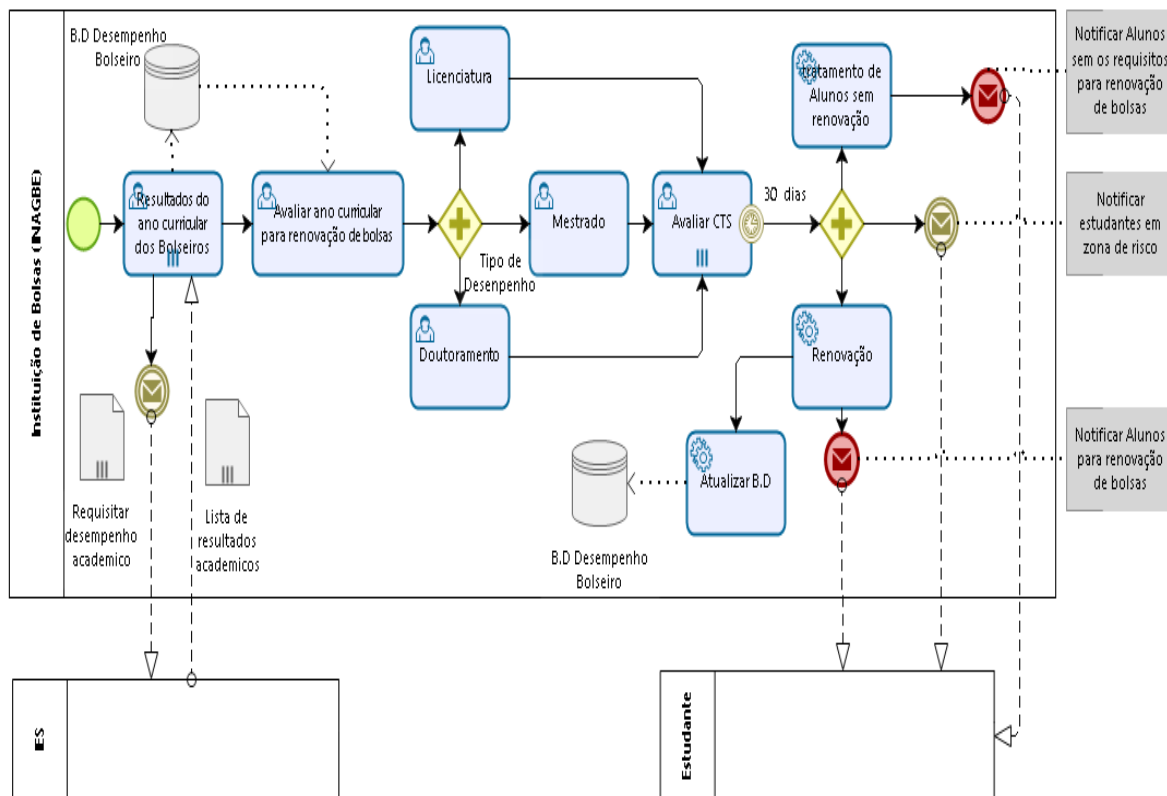 Instituição de Bolsas (INAGBE)
B.D Desempenho
Bolseiro
Resultados do
ano curricular
dos Bolseiros
Avaliar ano curricular
para renovação de bolsas
Licenciatura
Mestrado
Doutoramento
Tipo de
Desenpenho
Avaliar CTS
30 dias
tratamento de
Alunos sem
renovação
Renovação
Atualizar B.D
B.D Desempenho
Bolseiro
Requisitar
desempenho
academico
Lista de
resultados
academicos
Notificar Alunos
sem os requisitos
para renovação
de bolsas
Notificar
estudantes em
zona de risco
Notificar Alunos
para renovação
de bolsas
IES
Estudante